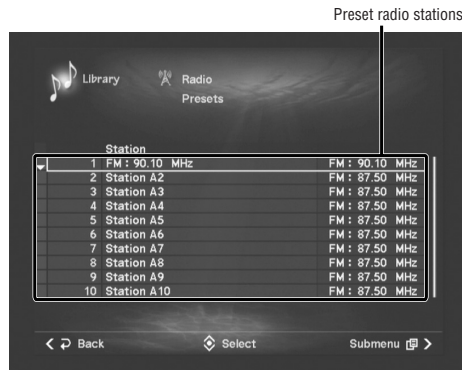 Preset radio stations
Library
Radio
Presets
Station
1 FM : 90.10 MHz FM : 90.10 MHz
2 Station A2 FM : 87.50 MHz
3 Station A3 FM : 87.50 MHz
4 Station A4 FM : 87.50 MHz
5 Station A5 FM : 87.50 MHz
6 Station A6 FM : 87.50 MHz
7 Station A7 FM : 87.50 MHz
8 Station A8 FM : 87.50 MHz
9 Station A9 FM : 87.50 MHz
10 Station A10 FM : 87.50 MHz
Back Select Submenu